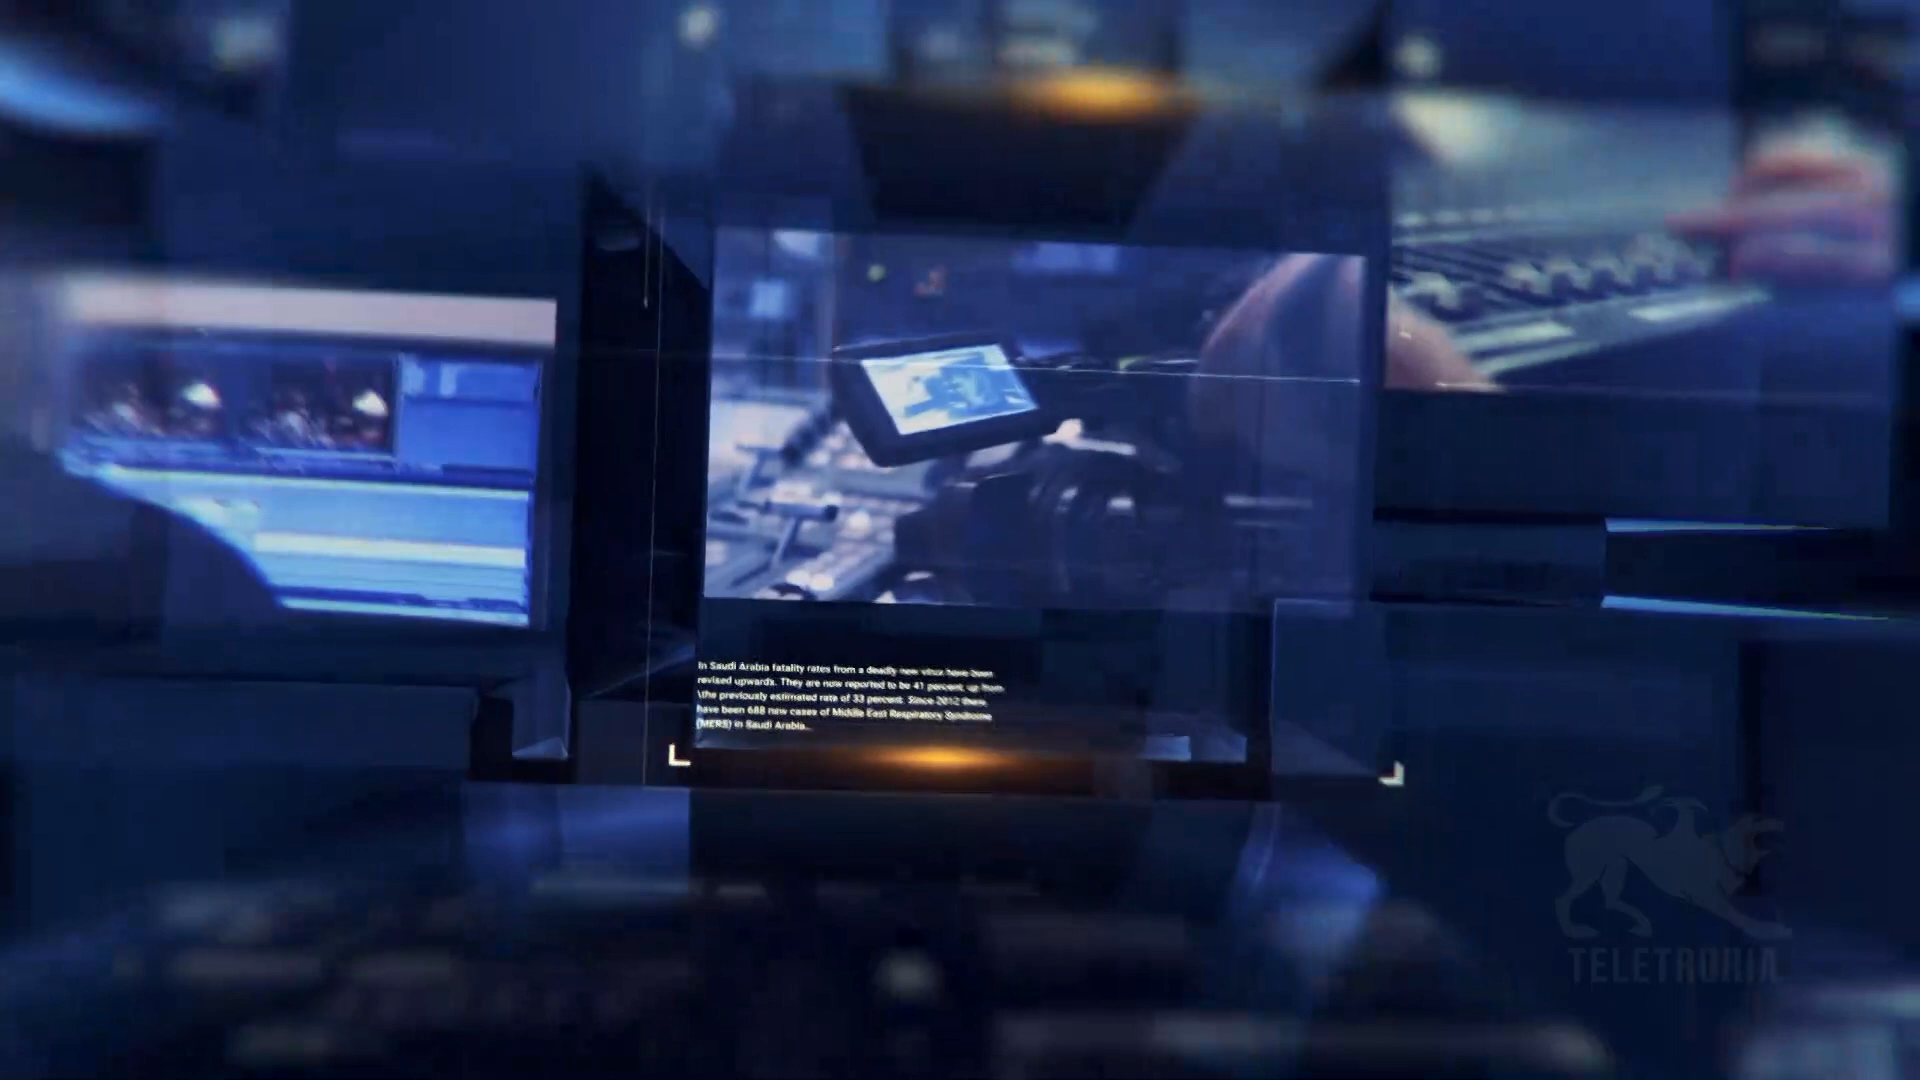 In Saudi Arabia fatality rates from a deadly new virus have been
revised upwards. They are now reported to be 41 percent, up from
\the previously estimated rate of 33 percent. Since 2012 there
have been 688 new cases of Middle East Respiratory Syndrome
(MERS) in Saudi Arabia...
TELETRORIA